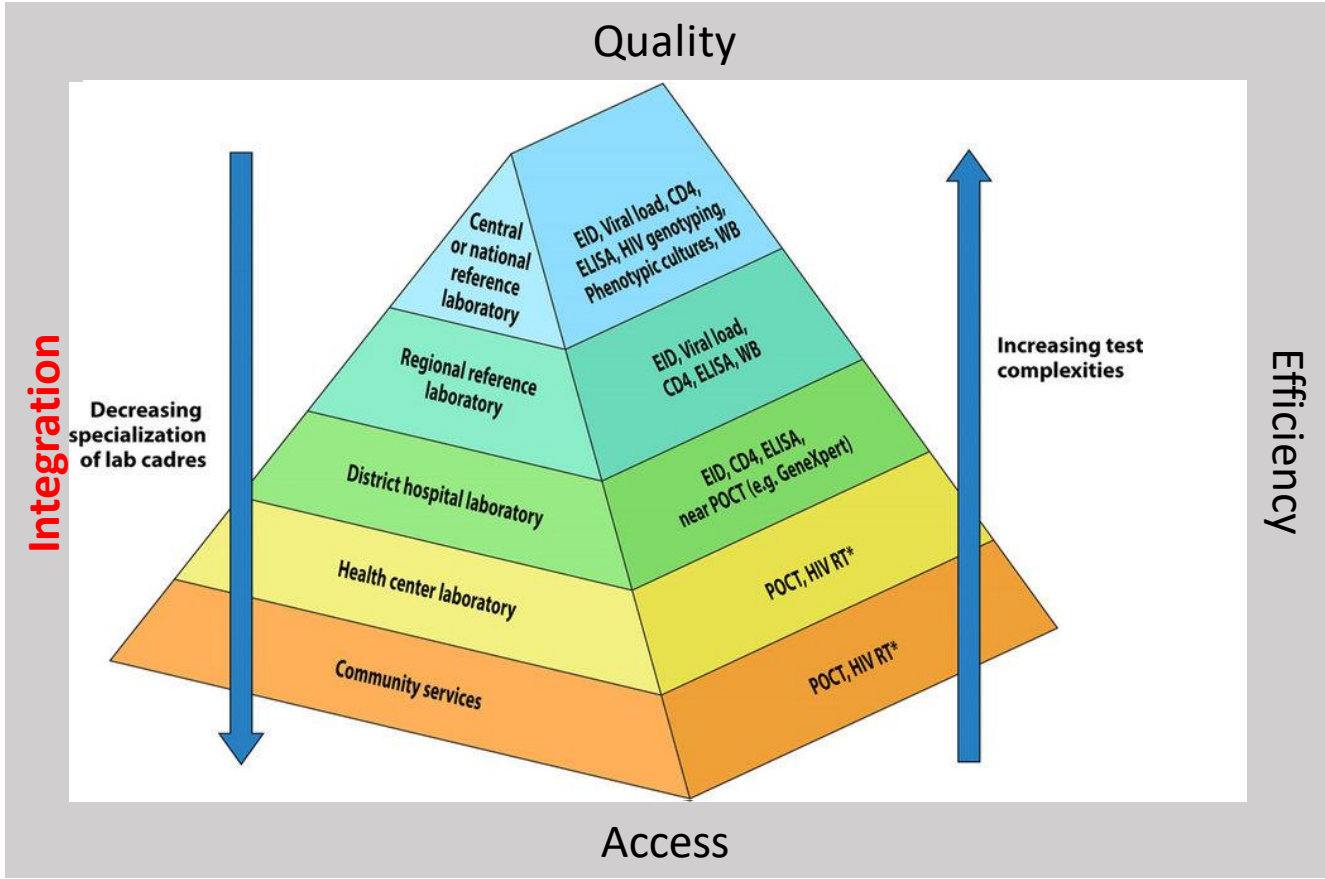 Quality
Central
or national
reference
laboratory
EID, Viral load, CD4,
ELISA, HIV genotyping,
Phenotypic cultures, WB
Regional reference
laboratory
EID, Viral load,
CD4, ELISA, WB
District hospital laboratory
EID, CD4, ELISA,
near POCT (e.g. GeneXpert)
Health center laboratory
POCT, HIV RT*
Community services
POCT, HIV RT*
Integration
Decreasing
specialization
of lab cadres
Increasing test
complexities
Efficiency
Access